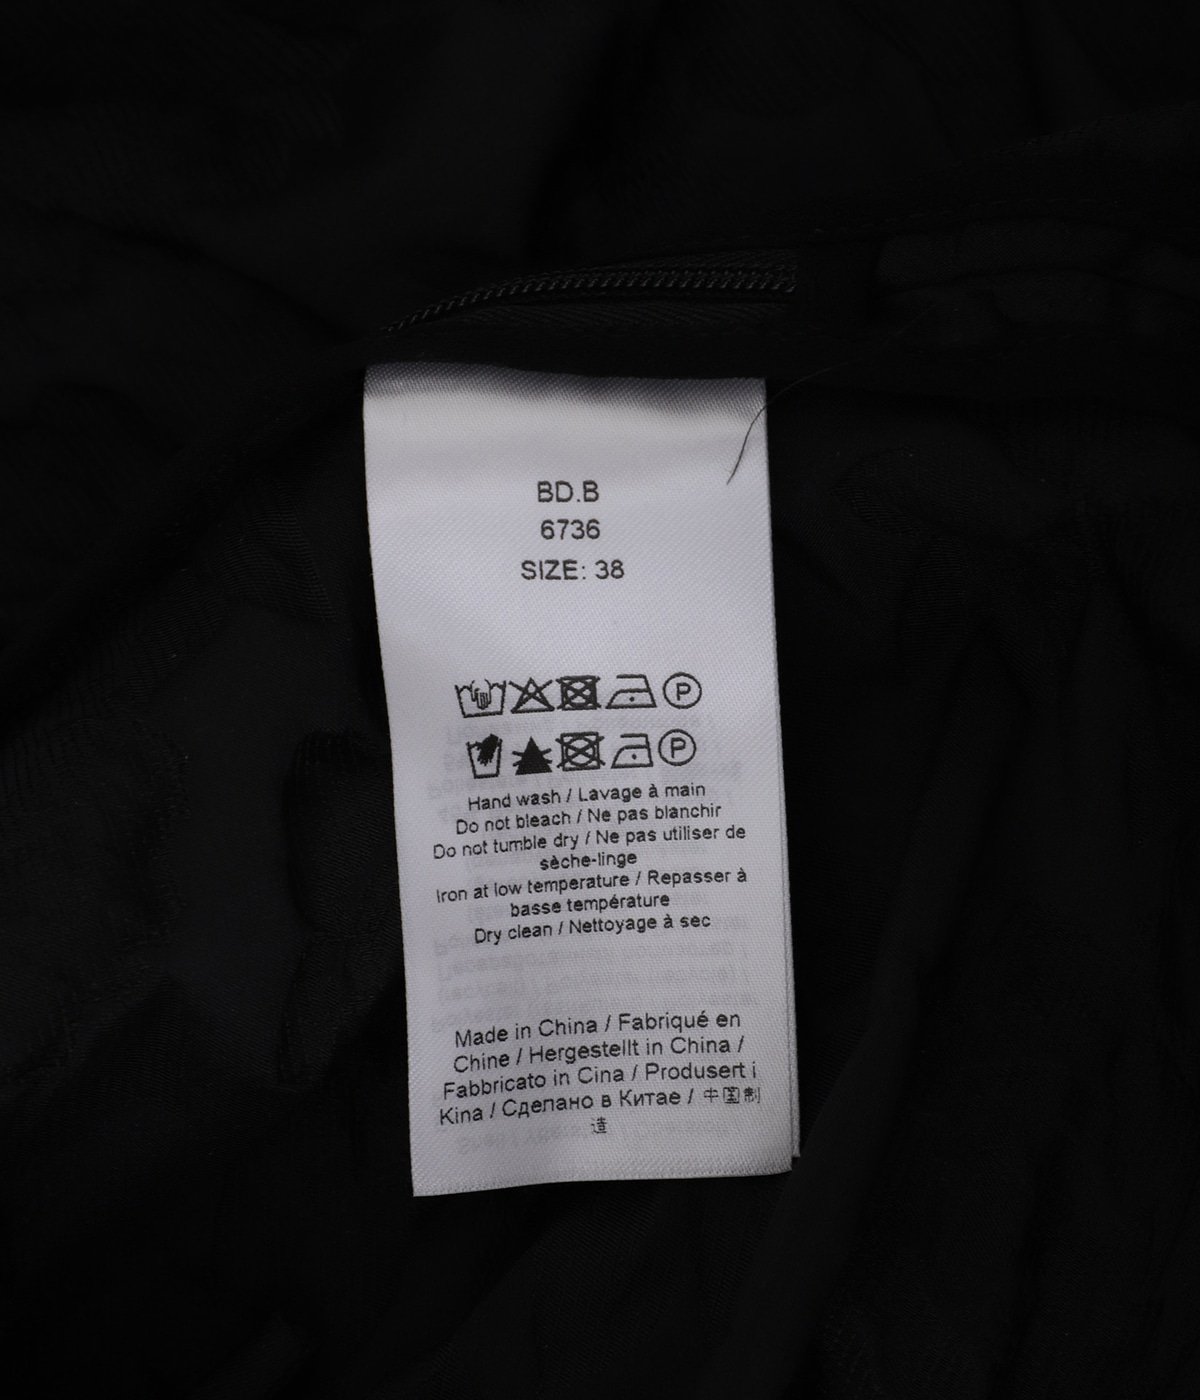 BD.B
6736
SIZE: 38
P
P
Hand wash / Lavage à main
Do not bleach / Ne pas blanchir
Do not tumble dry / Ne pas utiliser de
sèche-linge
Iron at low temperature / Repasser à
basse température
Dry clean / Nettoyage à sec
Made in China / Fabriqué en
Chine / Hergestellt in China /
Fabbricato in Cina / Produsert i
Kina / Сделано в Китае / 中国制
造